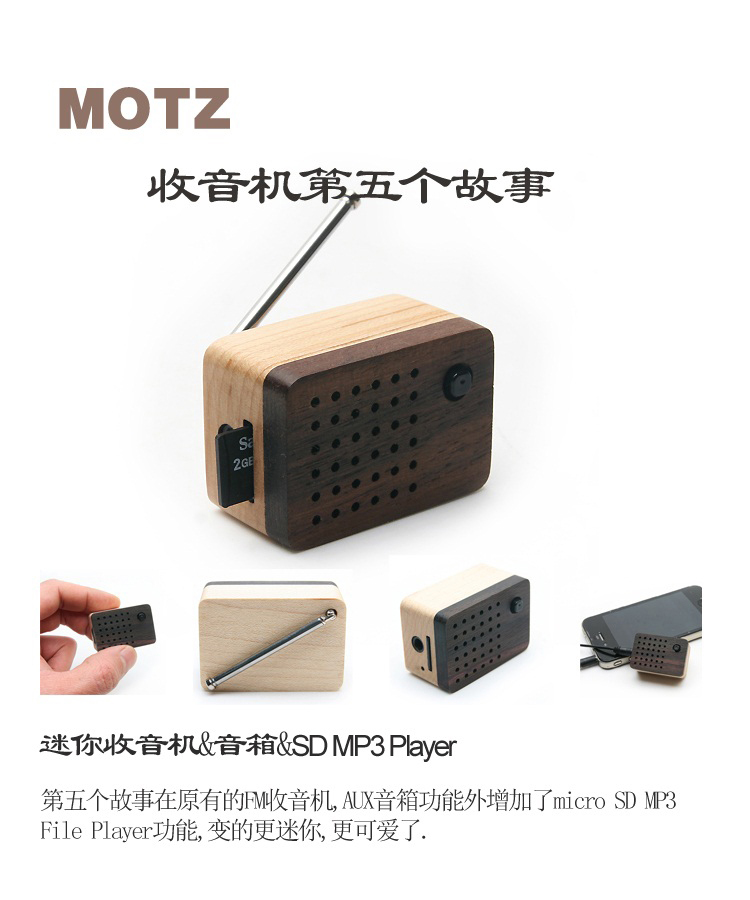 MOTZ
收音机第五个故事
Sa
2GB
迷你收音机&音箱&SD MP3 Player
第五个故事在原有的FM收音机,AUX音箱功能外增加了micro SD MP3
File Player功能,变的更迷你,更可爱了.